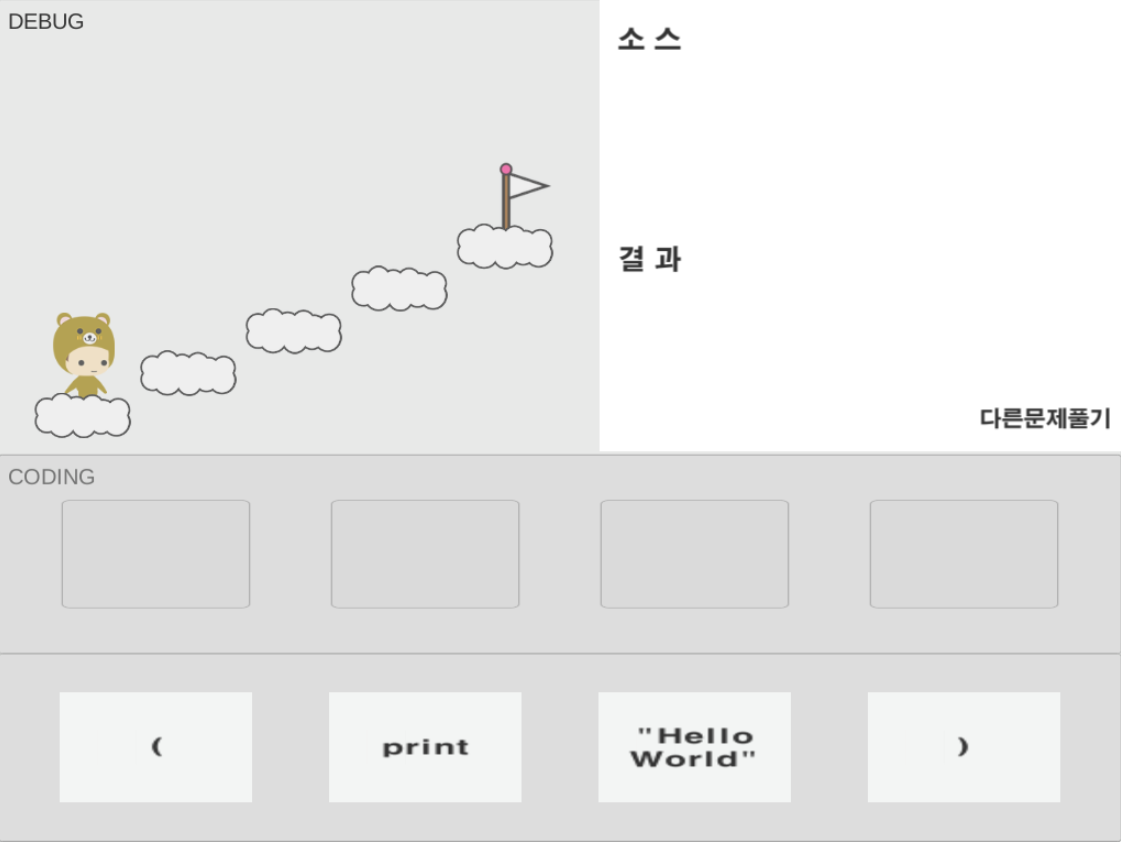 DEBUG
소 스
결 과
다른문제풀기
CODING
(
print
"Hello
World"
)